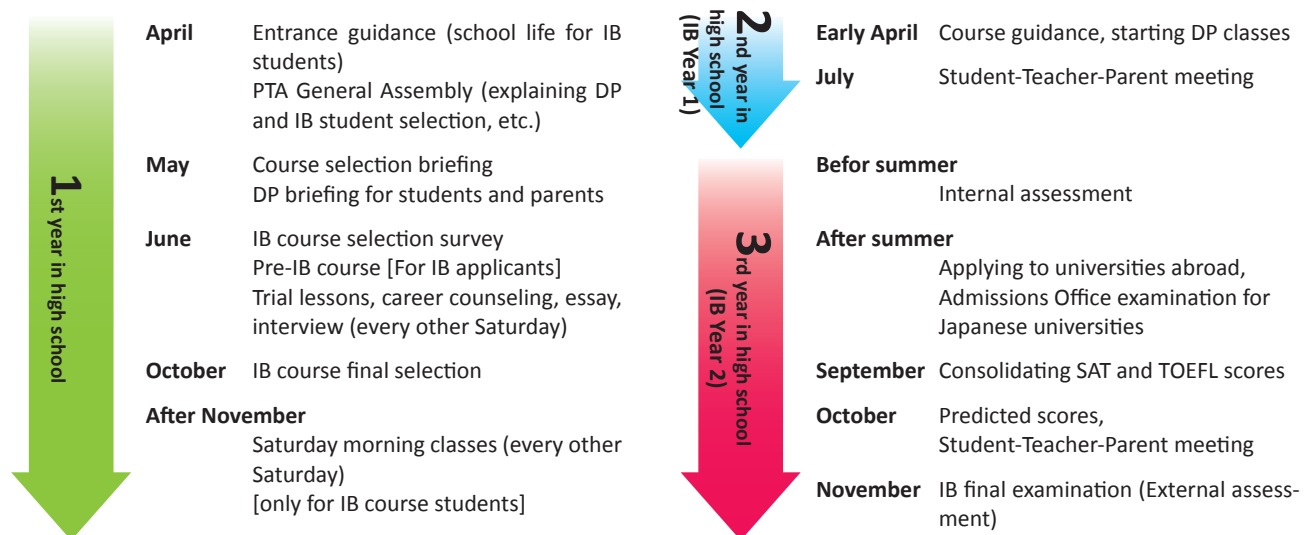 1st year in high school
April Entrance guidance (school life for IB
students)
PTA General Assembly (explaining DP
and IB student selection, etc.)
May Course selection briefing
DP briefing for students and parents
June IB course selection survey
Pre-IB course [For IB applicants]
Trial lessons, career counseling, essay,
interview (every other Saturday)
October IB course final selection
After November
Saturday morning classes (every other
Saturday)
[only for IB course students]
2nd year in
high school
(IB Year 1)
Early April Course guidance, starting DP classes
July Student-Teacher-Parent meeting
3rd year in high school
(IB Year 2)
Befor summer
Internal assessment
After summer
Applying to universities abroad,
Admissions Office examination for
Japanese universities
September Consolidating SAT and TOEFL scores
October Predicted scores,
Student-Teacher-Parent meeting
November IB final examination (External assess-
ment)